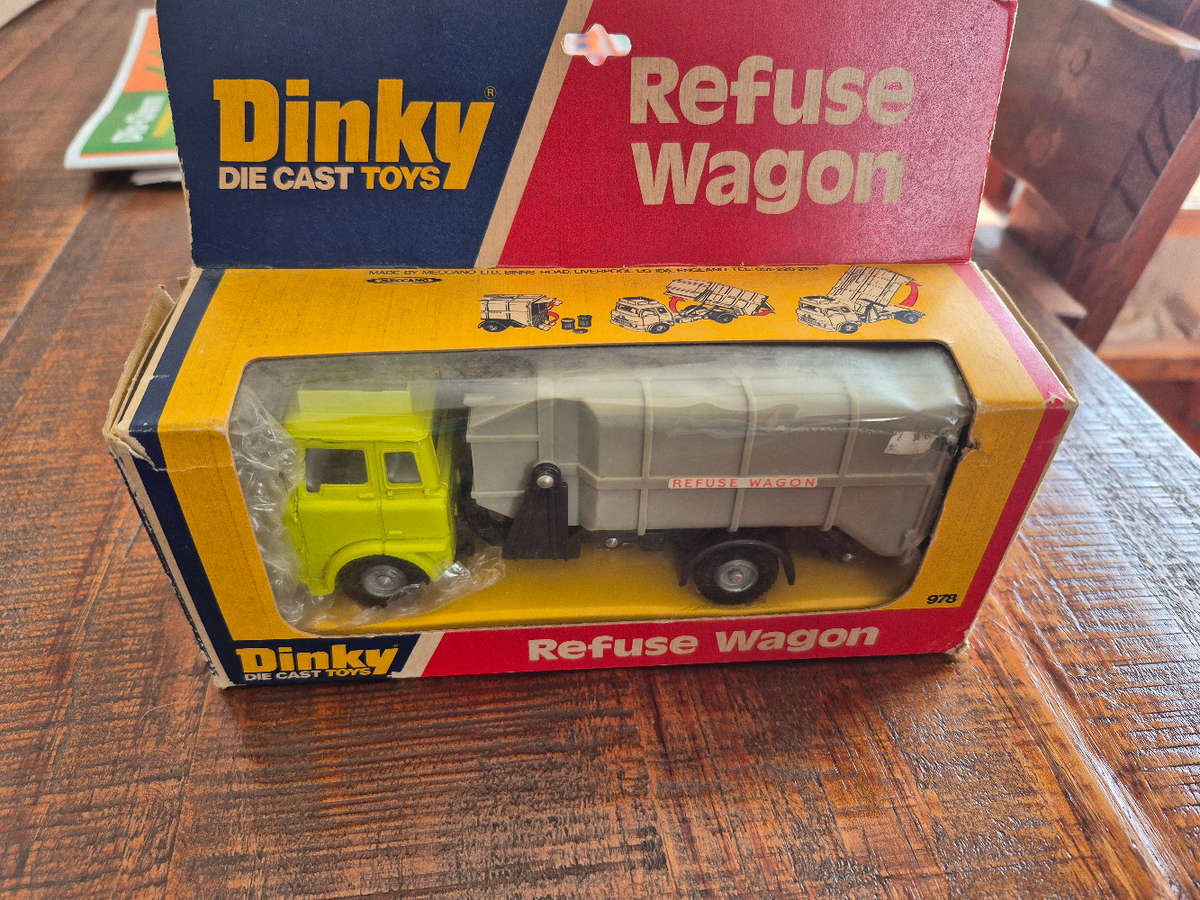 Dinky®
DIE CAST TOYS
Refuse
Wagon
MADE BY MECCANO LTD. BINNS ROAD, LIVERPOOL
ENGLAND
MECCANO
REFUSE WAGON
978
Dinky
DIE CAST TOYS
Refuse Wagon